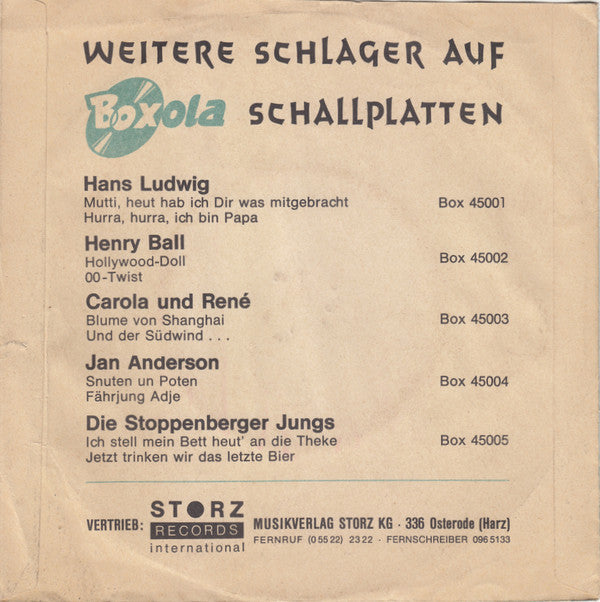 WEITERE SCHLAGER AUF
Boxola SCHALLPLATTEN
Hans Ludwig
Mutti, heut hab ich Dir was mitgebracht Box 45001
Hurra, hurra, ich bin Papa
Henry Ball
Hollywood-Doll Box 45002
00-Twist
Carola und René
Blume von Shanghai Box 45003
Und der Südwind . . .
Jan Anderson
Snuten un Poten Box 45004
Fährjung Adje
Die Stoppenberger Jungs
Ich stell mein Bett heut' an die Theke Box 45005
Jetzt trinken wir das letzte Bier
VERTRIEB: STORZ RECORDS international
MUSIKVERLAG STORZ KG · 336 Osterode (Harz)
FERNRUF (0 55 22) 23 22 · FERNSCHREIBER 096 5133